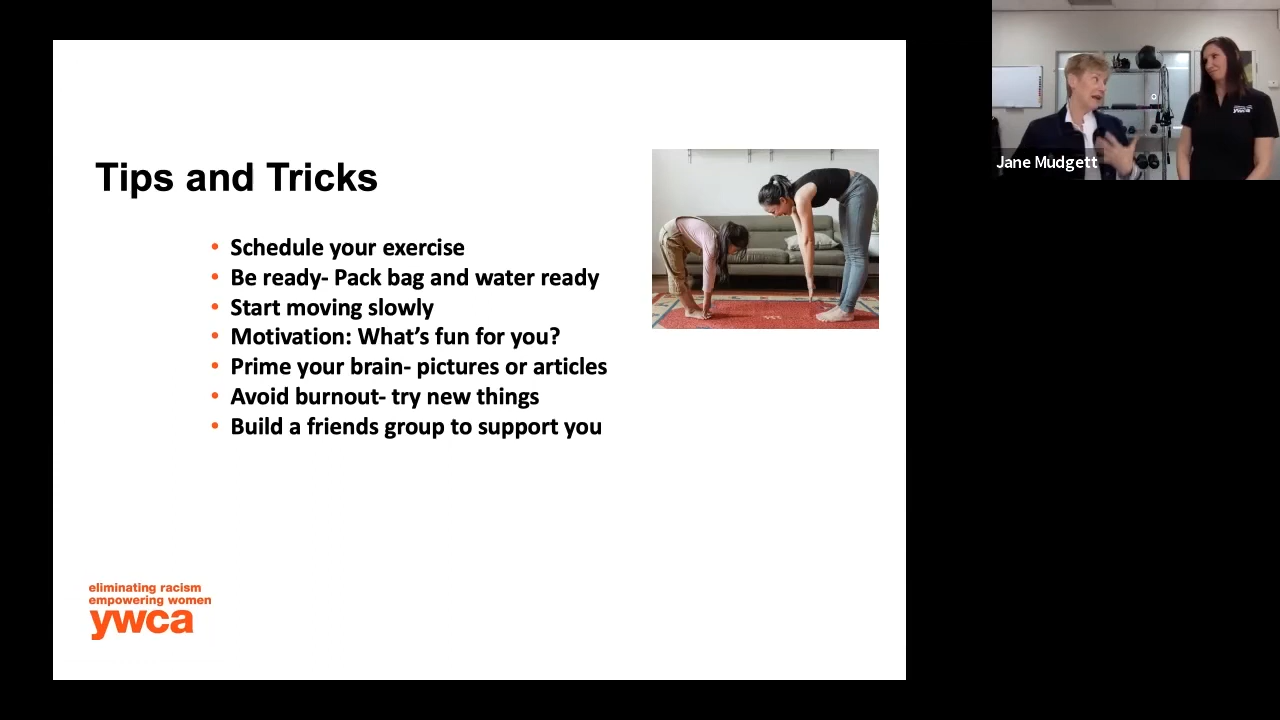 Tips and Tricks
• Schedule your exercise
• Be ready- Pack bag and water ready
• Start moving slowly
• Motivation: What’s fun for you?
• Prime your brain- pictures or articles
• Avoid burnout- try new things
• Build a friends group to support you
eliminating racism
empowering women
ywca
Jane Mudgett
ywca